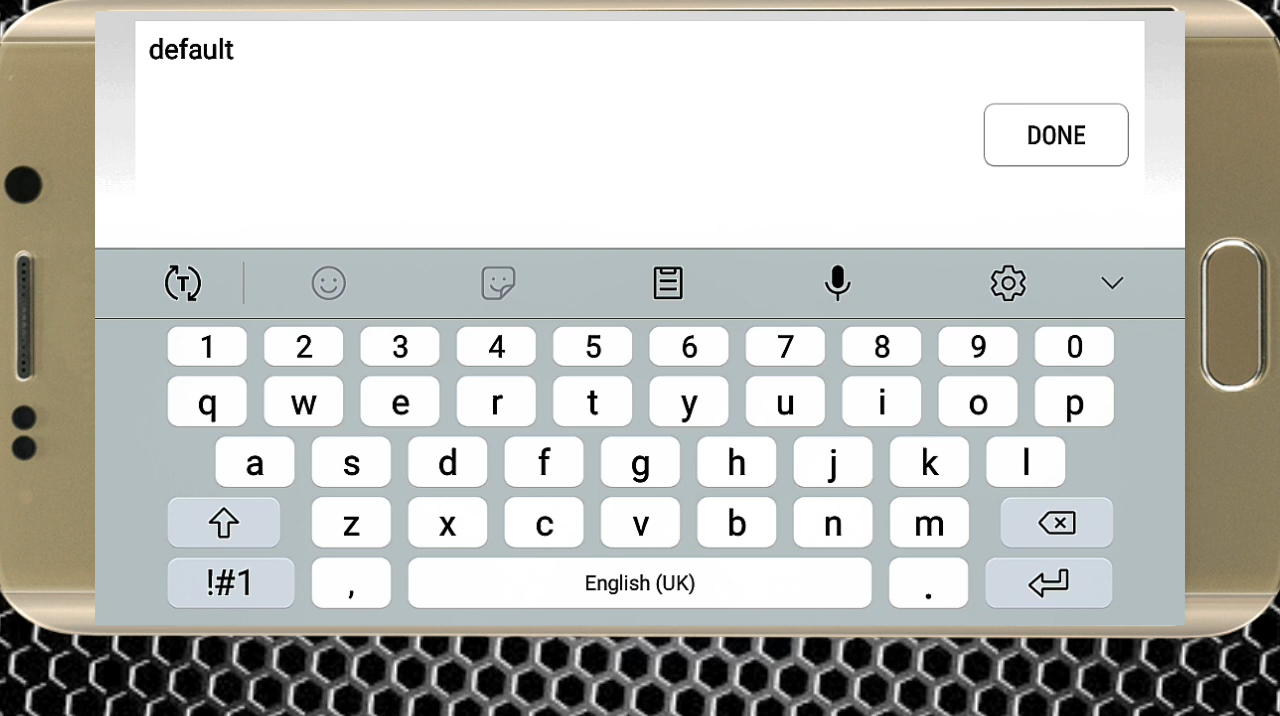 default
DONE
1 2 3 4 5 6 7 8 9 0
q w e r t y u i o p
a s d f g h j k l
z x c v b n m
!#1 , English (UK) .